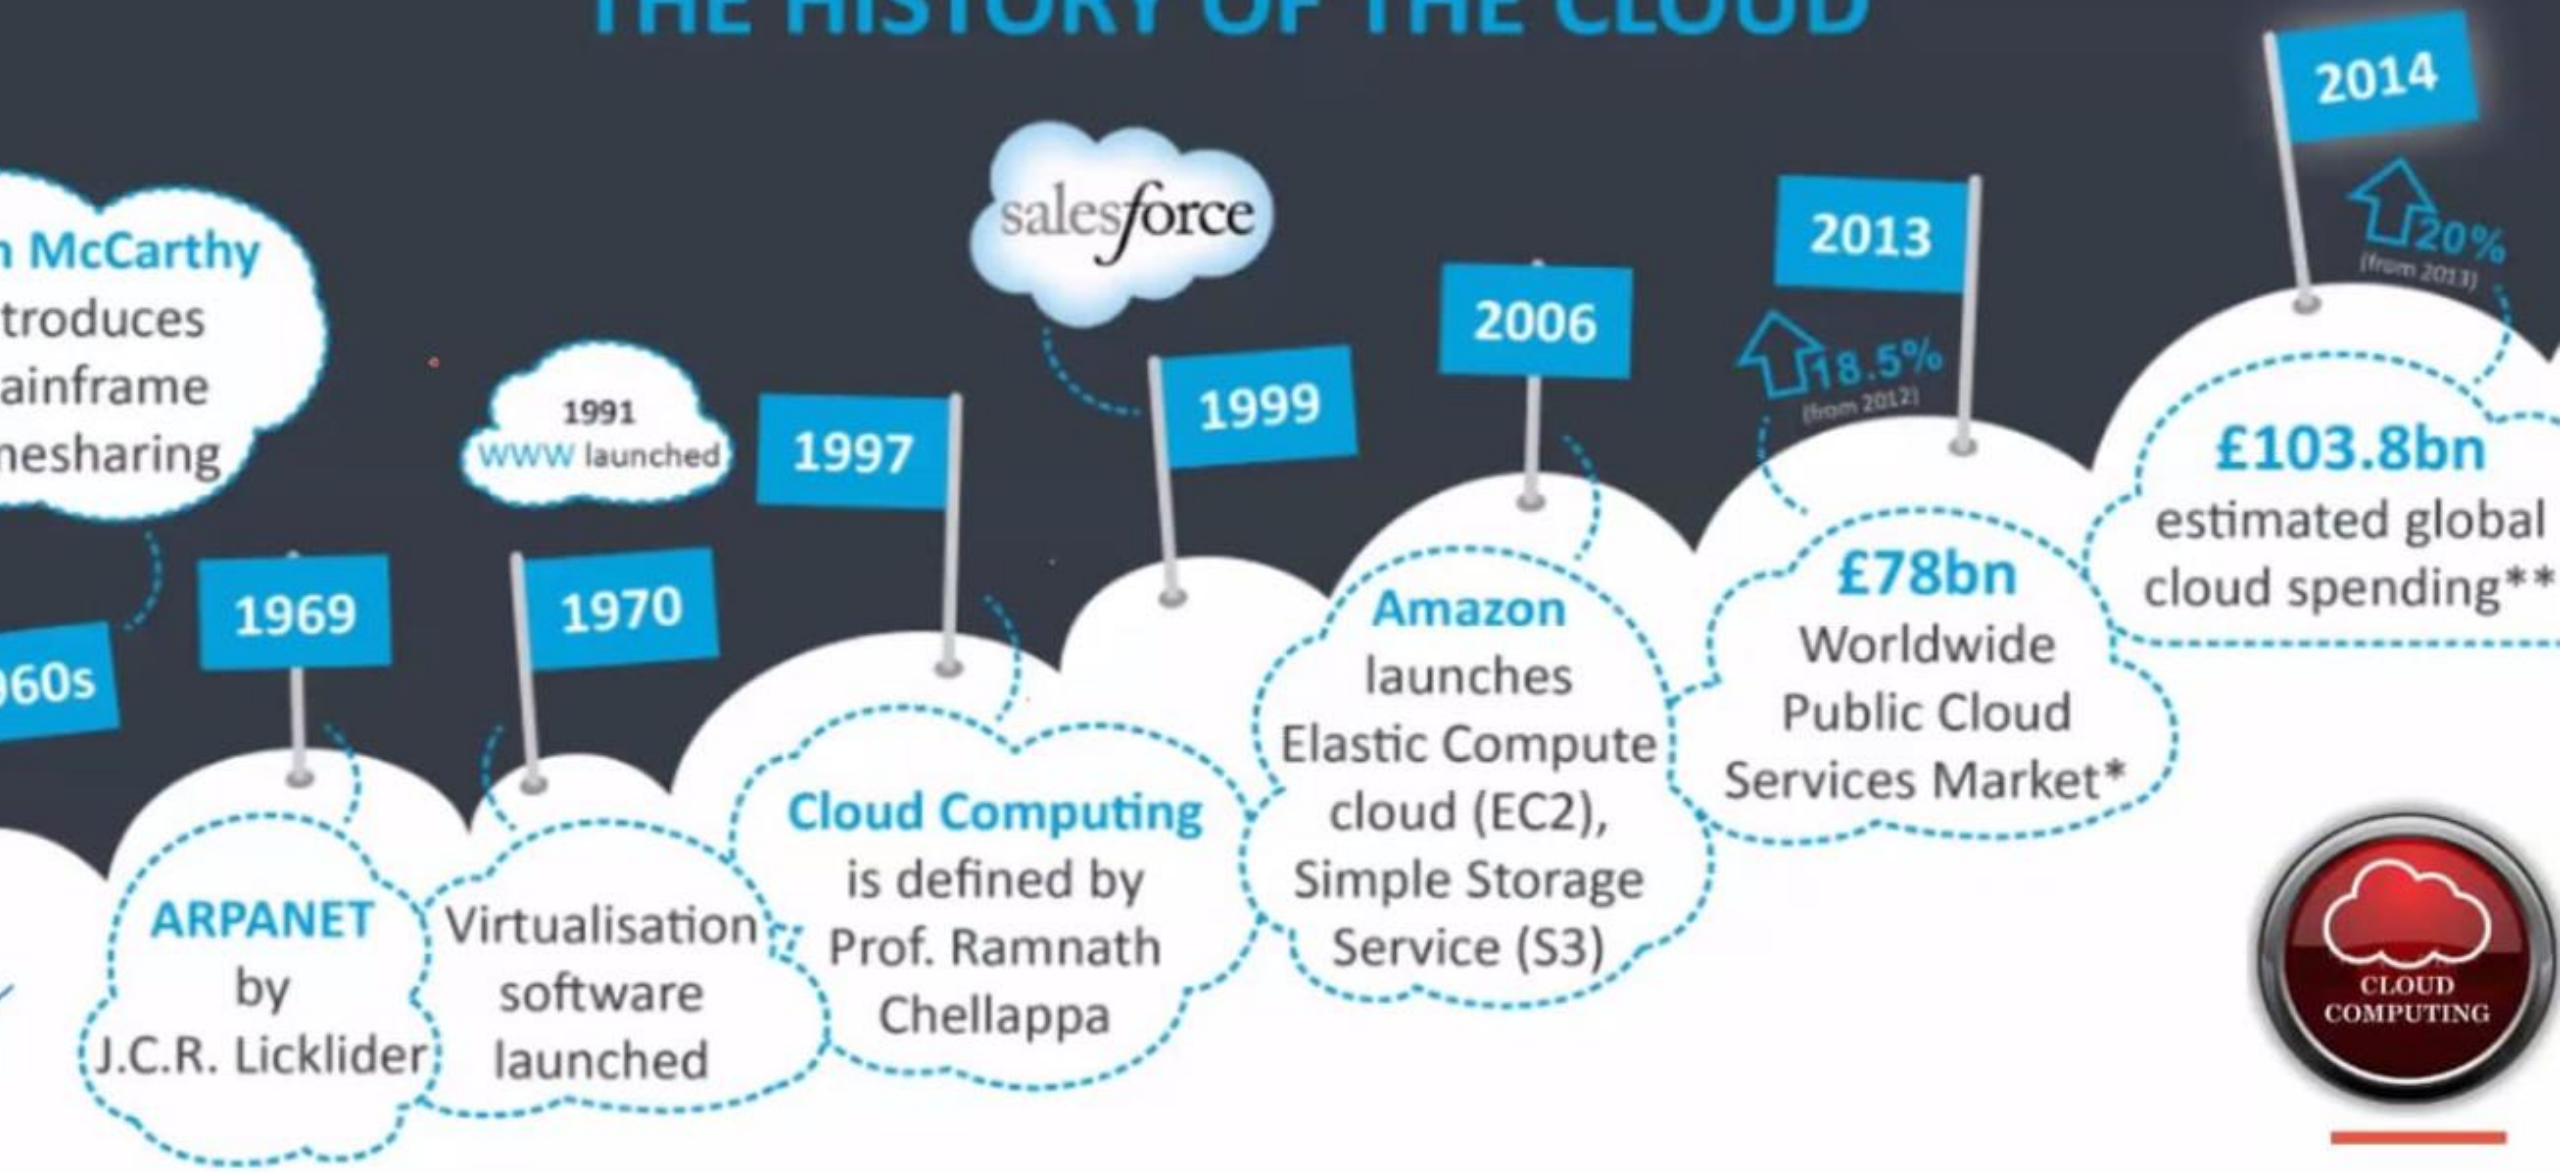 THE HISTORY OF THE CLOUD
McCarthy
troduces
ainframe
mesharing
960s
1969
ARPANET
by
J.C.R. Licklider
1991
WWW launched
1970
Virtualisation
software
launched
1997
Cloud Computing
is defined by
Prof. Ramnath
Chellappa
salesforce
1999
2006
Amazon
launches
Elastic Compute
cloud (EC2),
Simple Storage
Service (S3)
2013
18.5%
(from 2012)
£78bn
Worldwide
Public Cloud
Services Market*
2014
20%
(from 2013)
£103.8bn
estimated global
cloud spending**
CLOUD
COMPUTING